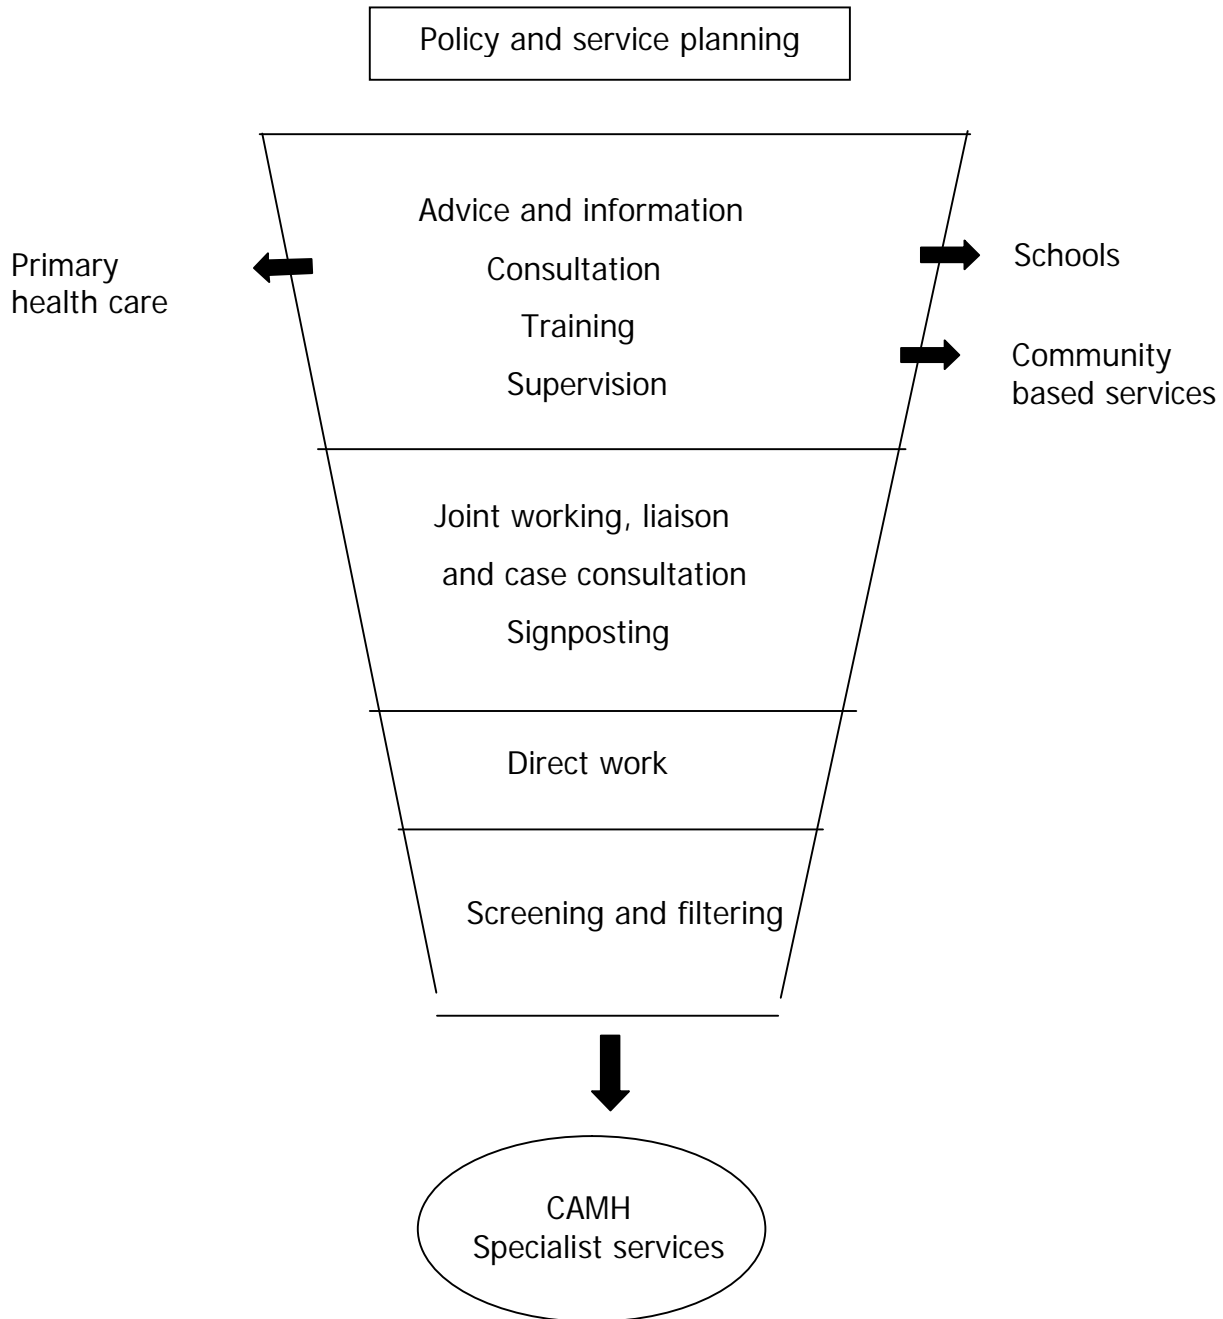 Policy and service planning
Advice and information
Primary
health care
Consultation
Schools
Training
Community
based services
Supervision
Joint working, liaison
and case consultation
Signposting
Direct work
Screening and filtering
CAMH
Specialist services